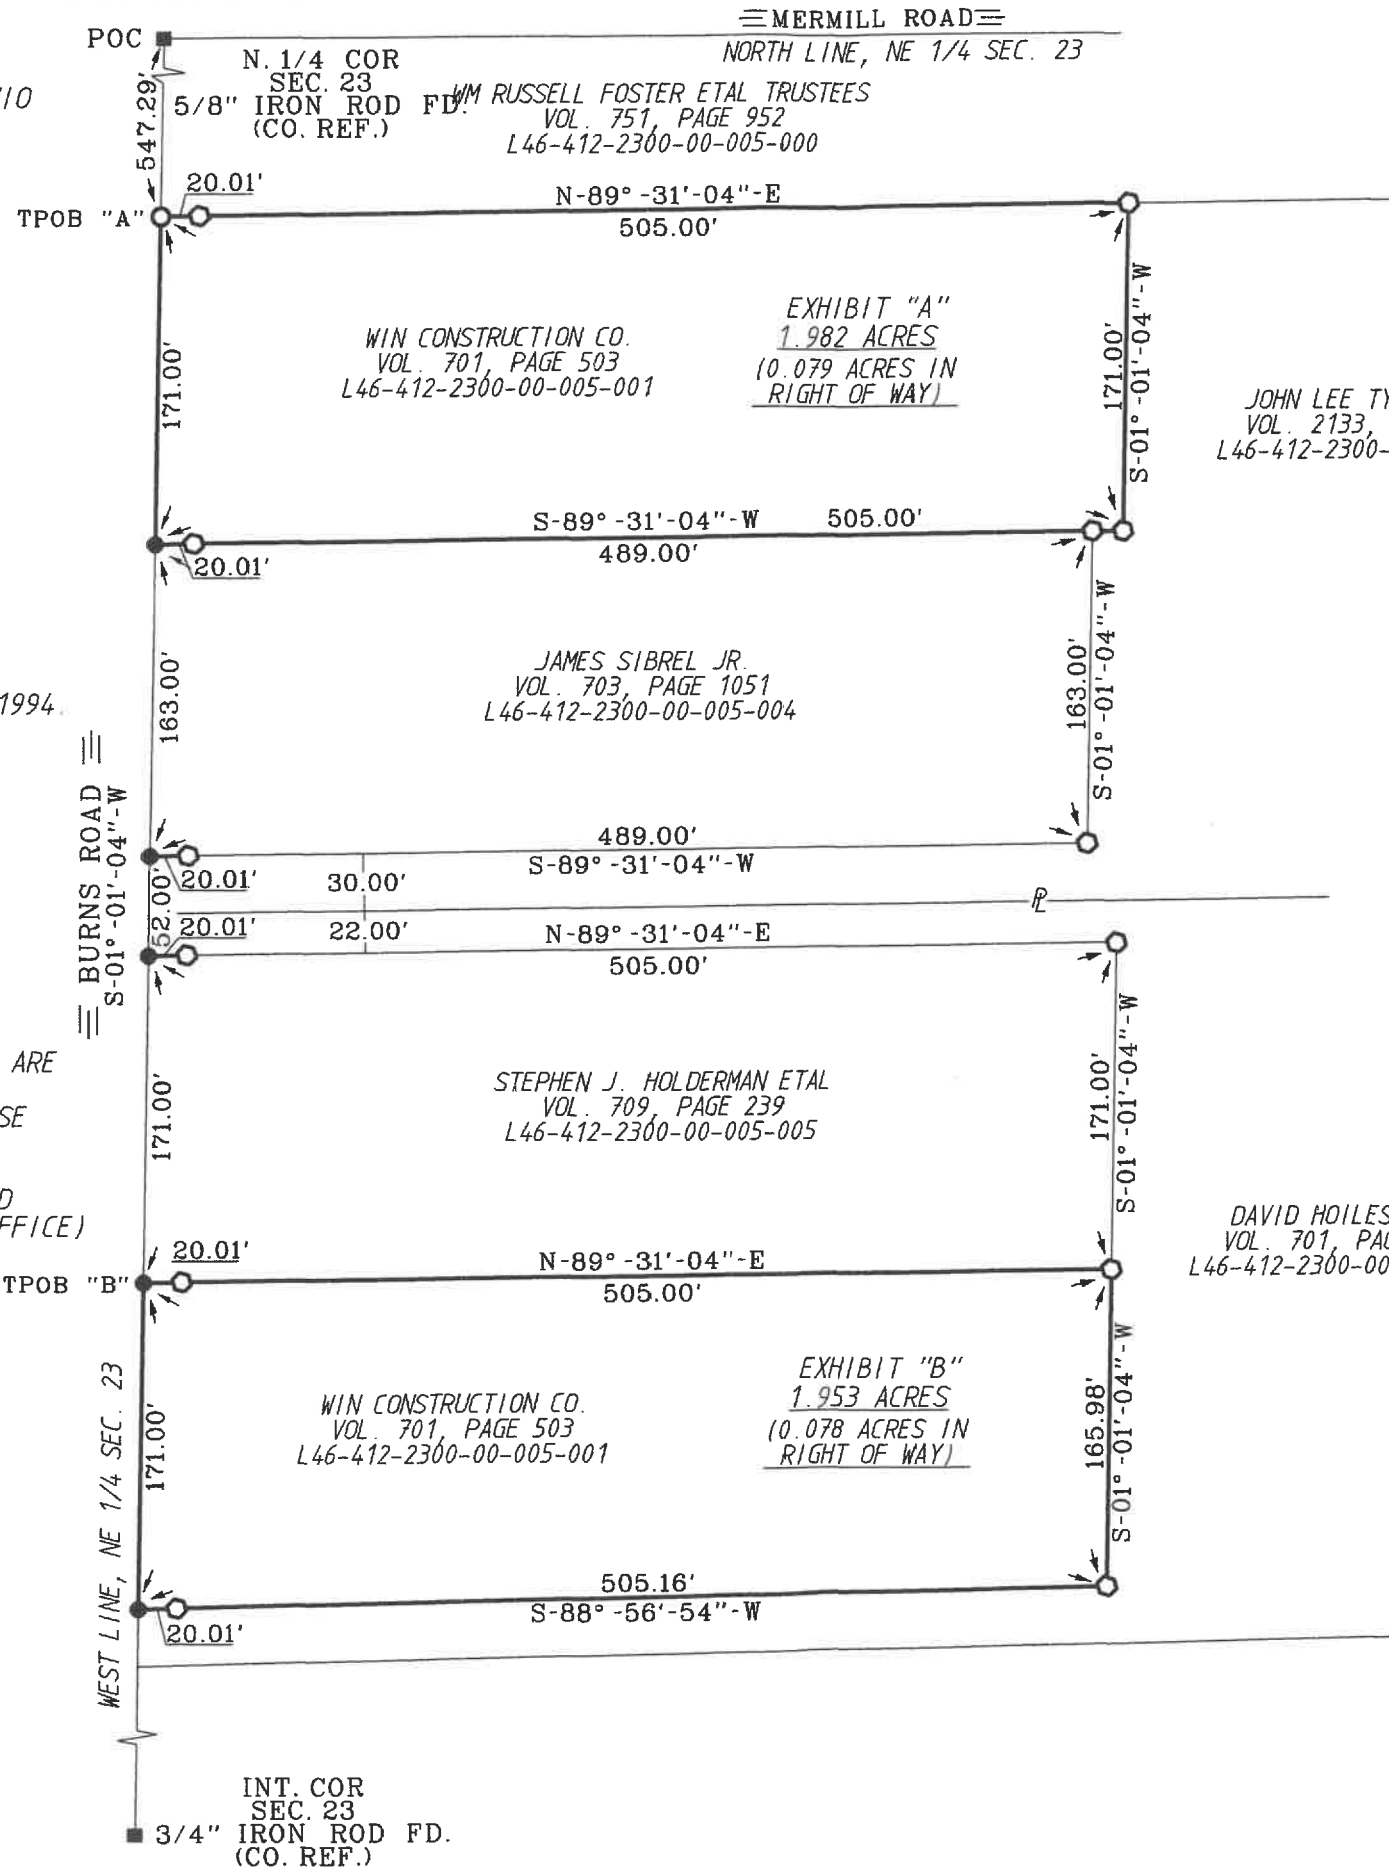 ≡MERMILL ROAD≡
NORTH LINE, NE 1/4 SEC. 23
POC
N. 1/4 COR
SEC. 23
5/8" IRON ROD FD.
(CO. REF.)
547.29'
WM RUSSELL FOSTER ETAL TRUSTEES
VOL. 751, PAGE 952
L46-412-2300-00-005-000
20.01'
TPOB "A"
N-89°-31'-04"-E
505.00'
171.00'
WIN CONSTRUCTION CO.
VOL. 701, PAGE 503
L46-412-2300-00-005-001
EXHIBIT "A"
1.982 ACRES
(0.079 ACRES IN
RIGHT OF WAY)
171.00'
S-01°-01'-04"-W
JOHN LEE TY
VOL. 2133,
L46-412-2300-
S-89°-31'-04"-W 505.00'
489.00'
20.01'
163.00'
JAMES SIBREL JR.
VOL. 703, PAGE 1051
L46-412-2300-00-005-004
163.00'
S-01°-01'-04"-W
1994.
≡ BURNS ROAD ≡
S-01°-01'-04"-W
489.00'
S-89°-31'-04"-W
20.01'
30.00'
52.00'
PL
20.01'
22.00'
N-89°-31'-04"-E
505.00'
171.00'
STEPHEN J. HOLDERMAN ETAL
VOL. 709, PAGE 239
L46-412-2300-00-005-005
171.00'
S-01°-01'-04"-W
ARE
SE
D
FFICE)
DAVID HOILES
VOL. 701, PAG
L46-412-2300-00
20.01'
TPOB "B"
N-89°-31'-04"-E
505.00'
171.00'
WIN CONSTRUCTION CO.
VOL. 701, PAGE 503
L46-412-2300-00-005-001
EXHIBIT "B"
1.953 ACRES
(0.078 ACRES IN
RIGHT OF WAY)
165.98'
S-01°-01'-04"-W
WEST LINE, NE 1/4 SEC. 23
505.16'
S-88°-56'-54"-W
20.01'
INT. COR
SEC. 23
3/4" IRON ROD FD.
(CO. REF.)